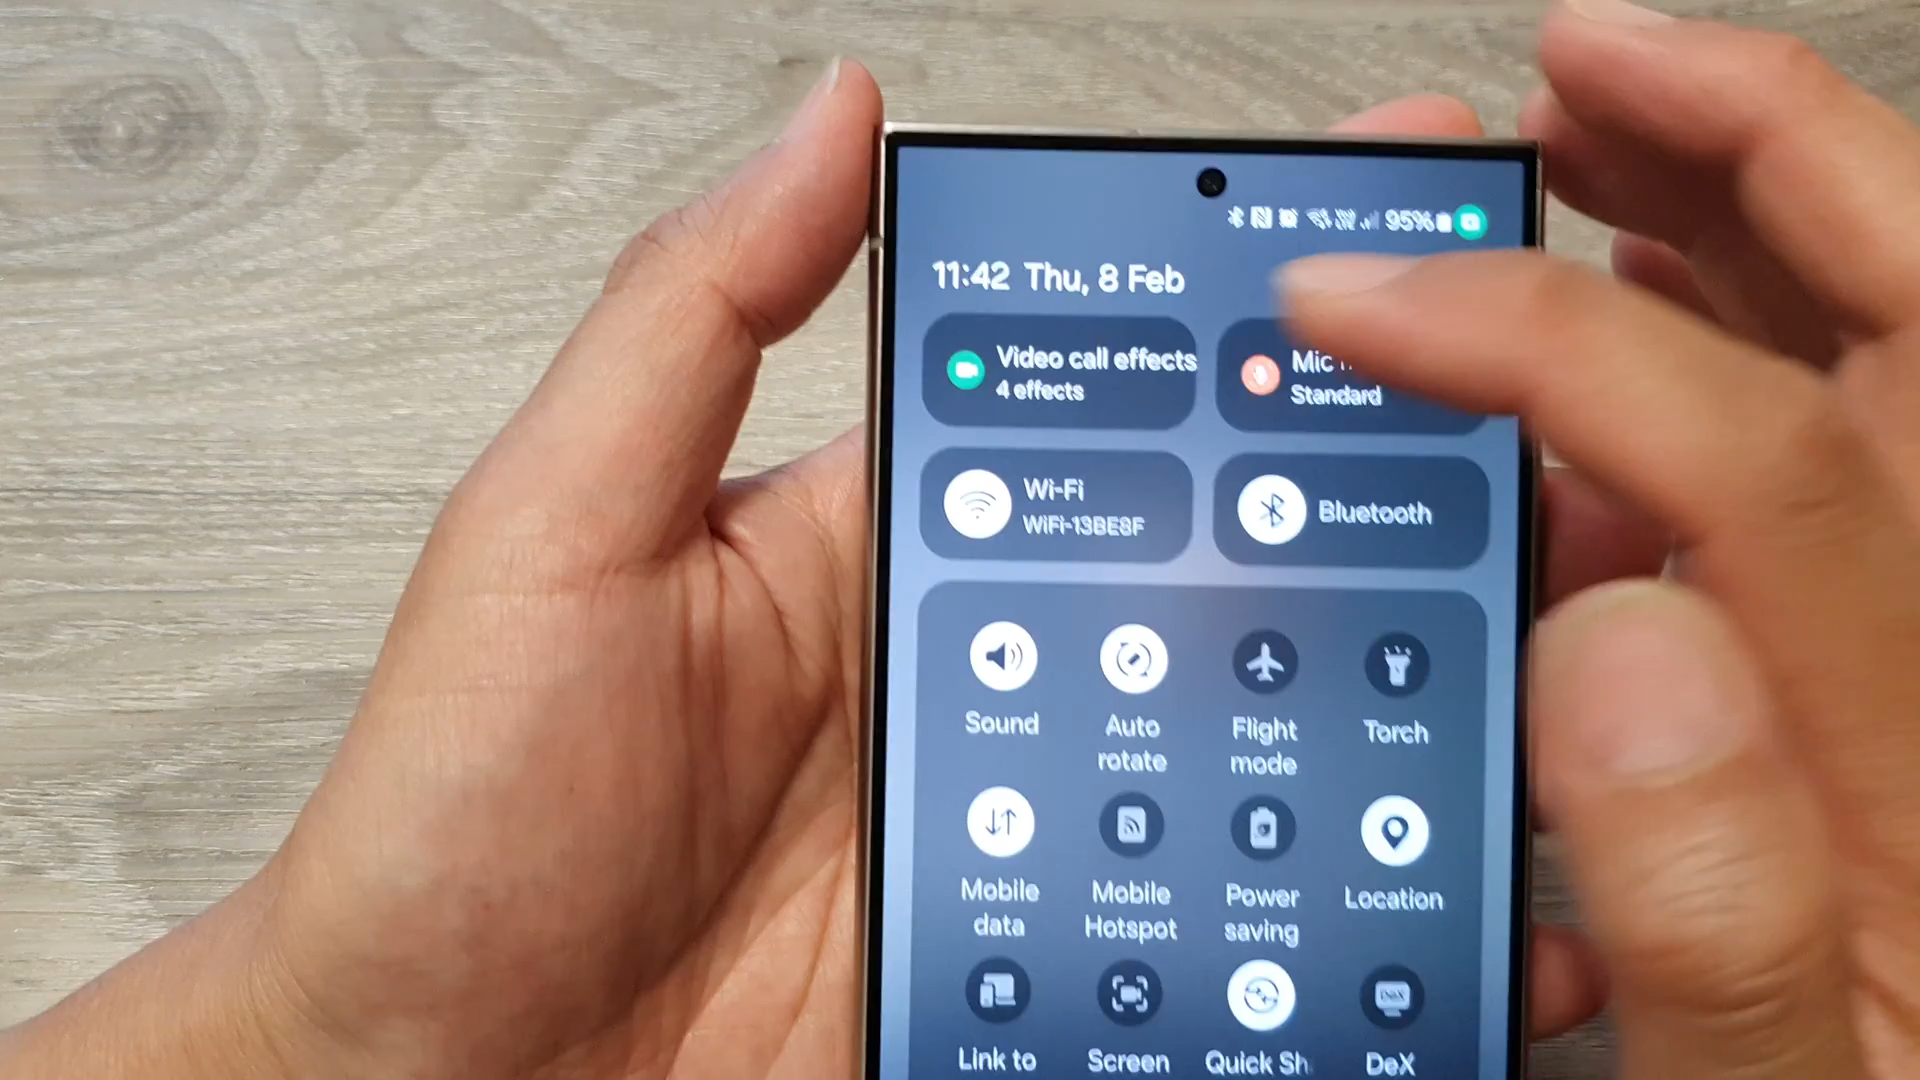 95%
11:42 Thu, 8 Feb
Video call effects
4 effects
Mic
Standard
Wi-Fi
WiFi-13BE8F
Bluetooth
Sound
Auto
rotate
Flight
mode
Torch
Mobile
data
Mobile
Hotspot
Power
saving
Location
Link to
Screen
Quick Sh
DeX
DeX